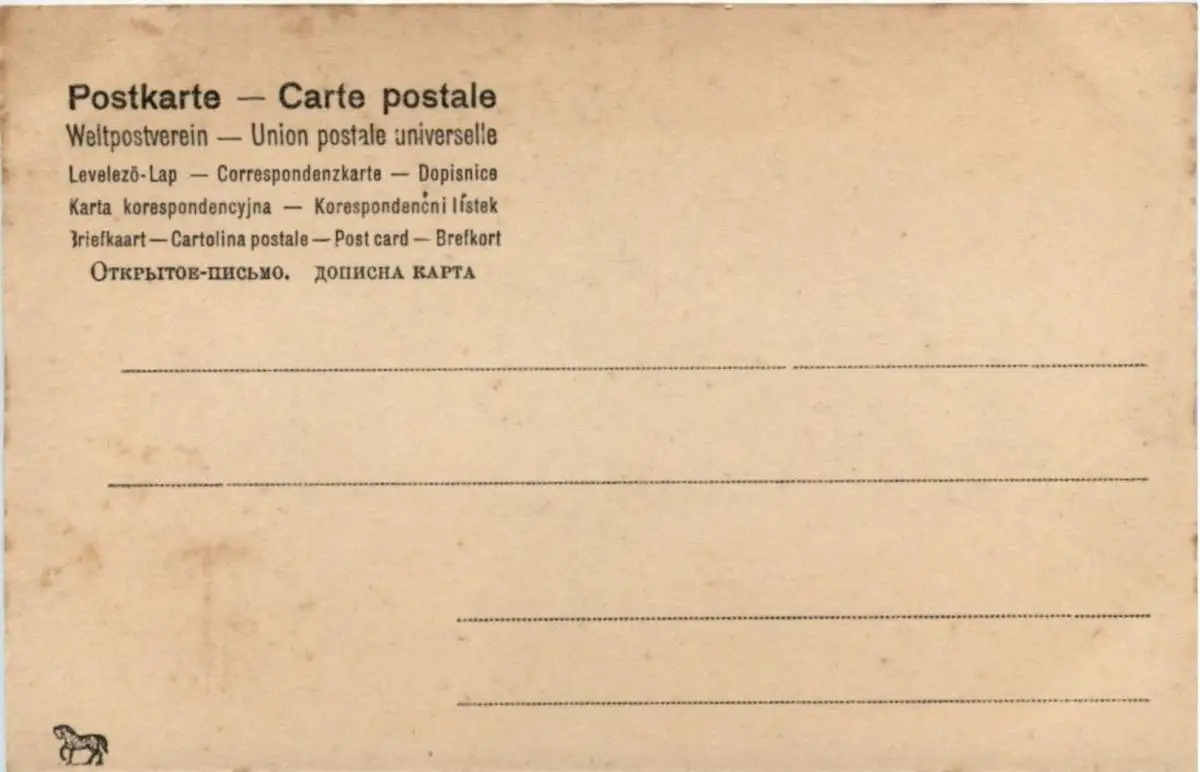 Postkarte — Carte postale
Weltpostverein — Union postale universelle
Levelező-Lap — Correspondenzkarte — Dopisnice
Karta korespondencyjna — Korespondenčni lístek
Briefkaart — Cartolina postale — Post card — Brefkort
Открытое-письмо. дописна карта